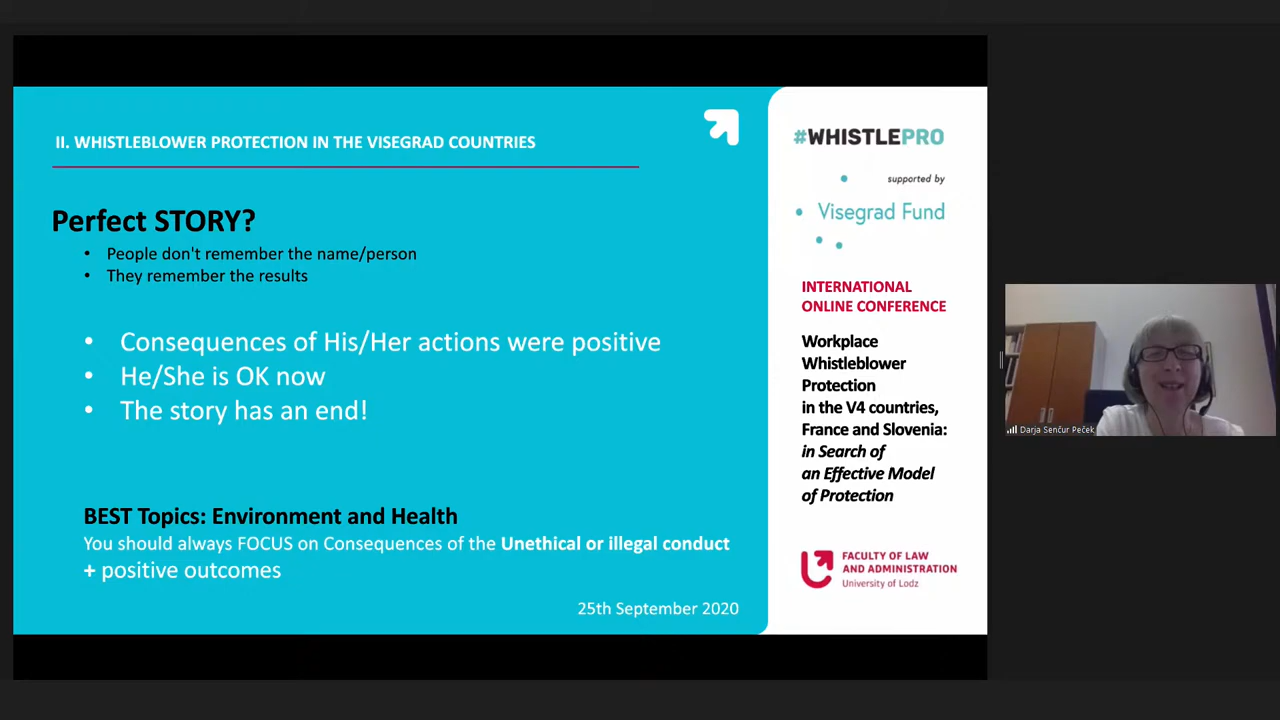 II. WHISTLEBLOWER PROTECTION IN THE VISEGRAD COUNTRIES
Perfect STORY?
• People don't remember the name/person
• They remember the results
• Consequences of His/Her actions were positive
• He/She is OK now
• The story has an end!
BEST Topics: Environment and Health
You should always FOCUS on Consequences of the Unethical or illegal conduct
+ positive outcomes
25th September 2020
#WHISTLEPRO
supported by
Visegrad Fund
INTERNATIONAL
ONLINE CONFERENCE
Workplace
Whistleblower
Protection
in the V4 countries,
France and Slovenia:
in Search of
an Effective Model
of Protection
FACULTY OF LAW
AND ADMINISTRATION
University of Lodz
Darja Senčur Peček